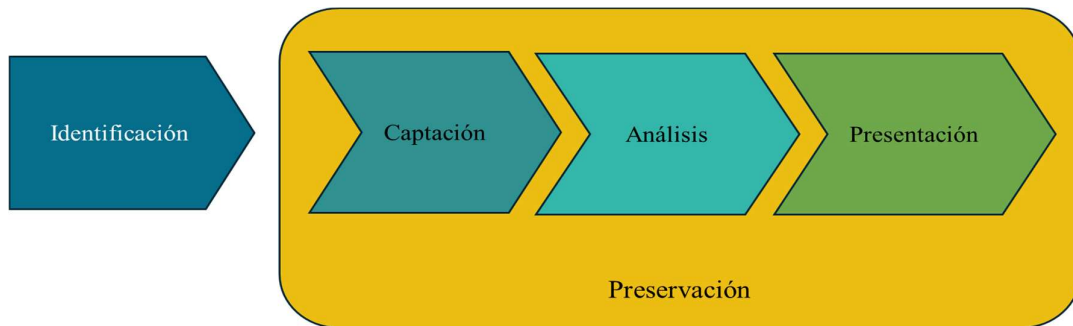 Identificación
Captación
Análisis
Presentación
Preservación